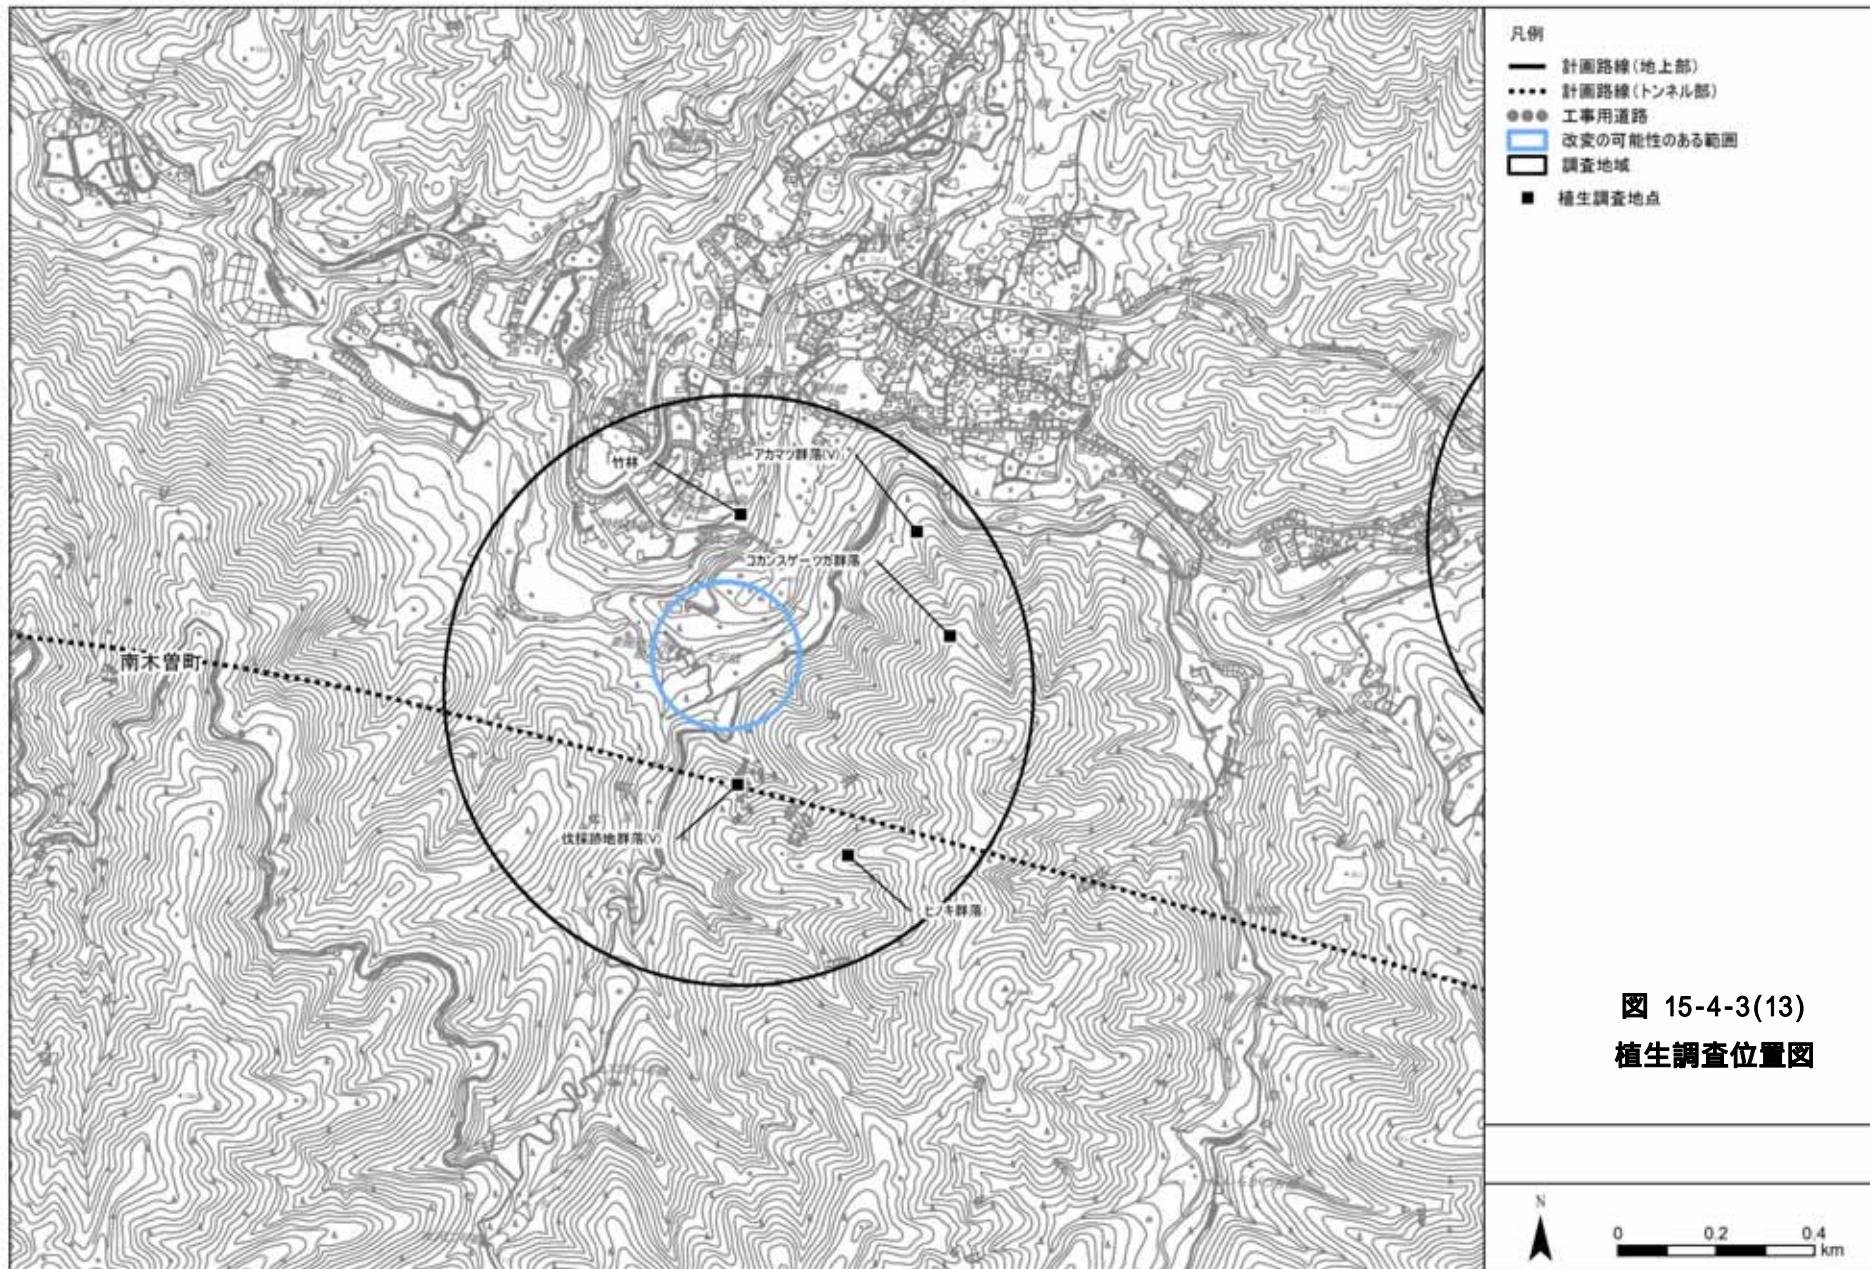 凡例
計画路線(地上部)
計画路線(トンネル部)
工事用道路
改変の可能性のある範囲
調査地域
植生調査地点
竹林
アカマツ群落(V)
コカンスゲーツガ群落
南木曽町
伐採跡地群落(V)
ヒノキ群落
図 15-4-3(13)
植生調査位置図
N
0 0.2 0.4
km